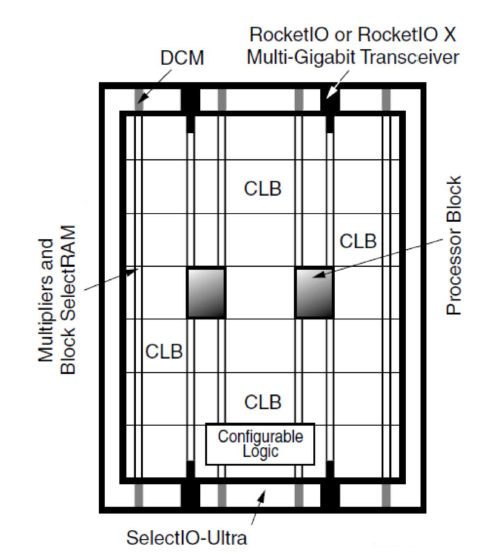 RocketIO or RocketIO X
Multi-Gigabit Transceiver
DCM
CLB
CLB
Multipliers and
Block SelectRAM
Processor Block
CLB
CLB
Configurable
Logic
SelectIO-Ultra